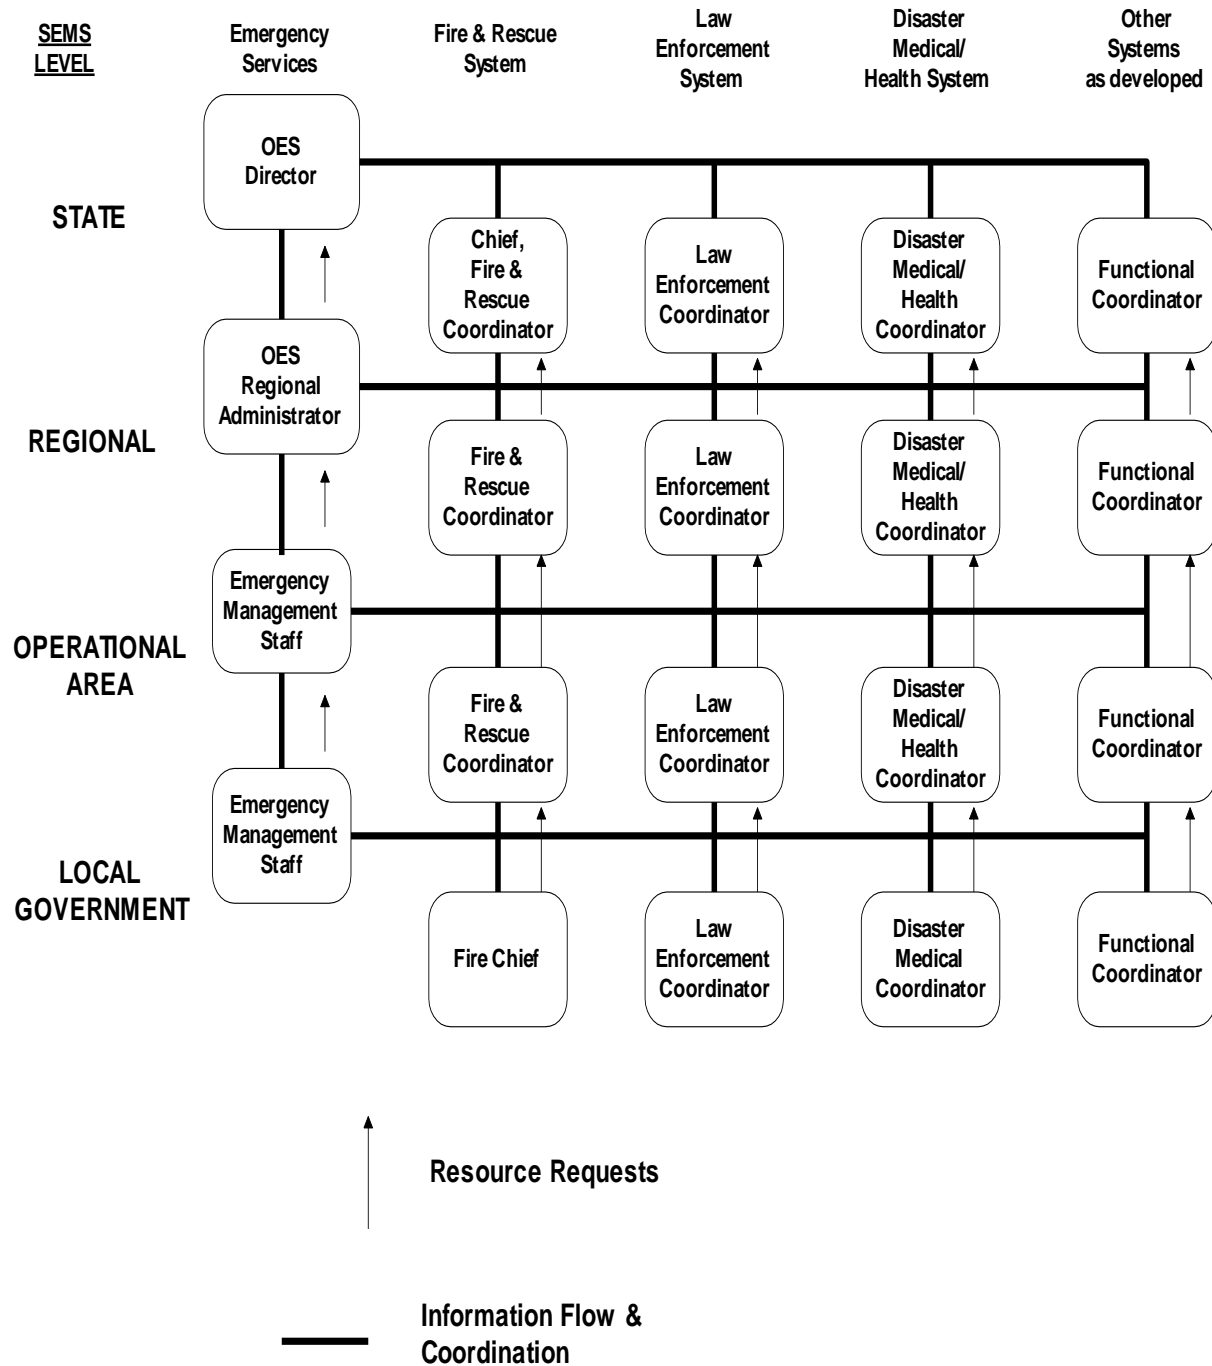 SEMS
LEVEL
Emergency
Services
Fire & Rescue
System
Law
Enforcement
System
Disaster
Medical/
Health System
Other
Systems
as developed
STATE
OES
Director
Chief,
Fire &
Rescue
Coordinator
Law
Enforcement
Coordinator
Disaster
Medical/
Health
Coordinator
Functional
Coordinator
REGIONAL
OES
Regional
Administrator
Fire &
Rescue
Coordinator
Law
Enforcement
Coordinator
Disaster
Medical/
Health
Coordinator
Functional
Coordinator
OPERATIONAL
AREA
Emergency
Management
Staff
Fire &
Rescue
Coordinator
Law
Enforcement
Coordinator
Disaster
Medical/
Health
Coordinator
Functional
Coordinator
LOCAL
GOVERNMENT
Emergency
Management
Staff
Fire Chief
Law
Enforcement
Coordinator
Disaster
Medical
Coordinator
Functional
Coordinator
Resource Requests
Information Flow &
Coordination